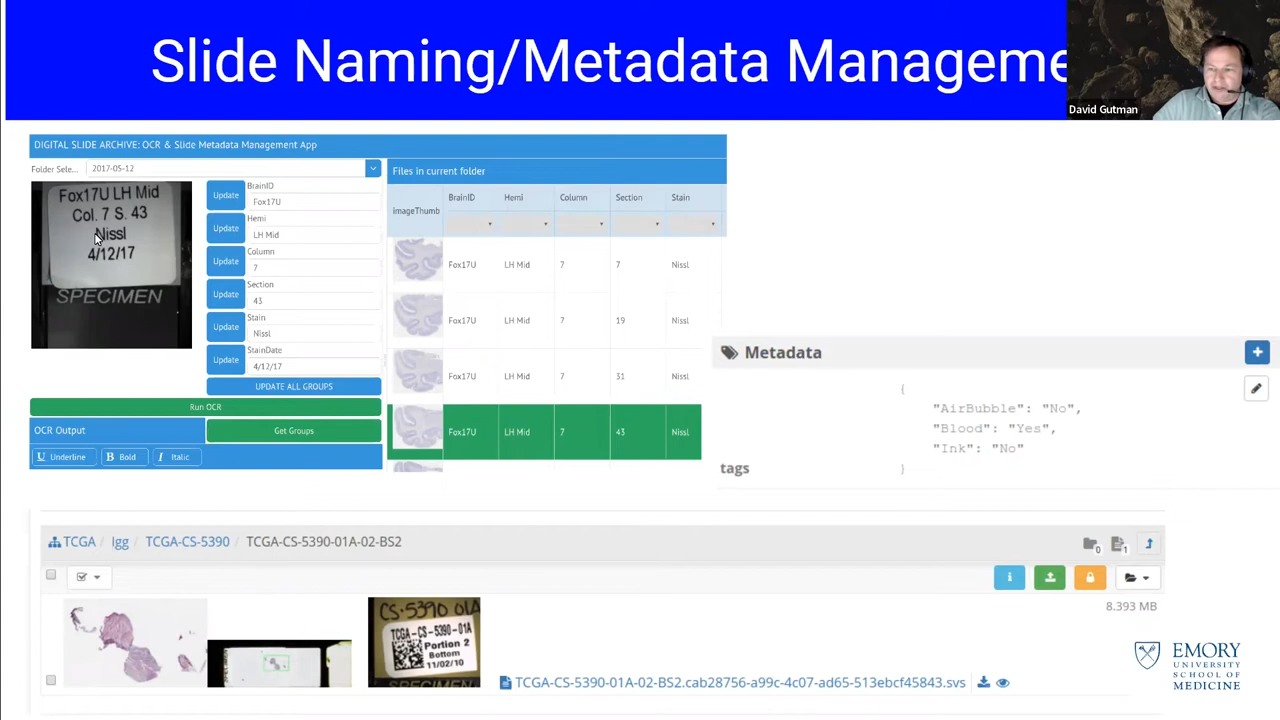 Slide Naming/Metadata Manageme
David Gutman
DIGITAL SLIDE ARCHIVE: OCR & Slide Metadata Management App
Folder Sele... 2017-05-12
Fox17U LH Mid
Col. 7 S. 43
Nissl
4/12/17
SPECIMEN
Update BrainID
Fox17U
Update Hemi
LH Mid
Update Column
7
Update Section
43
Update Stain
Nissl
Update StainDate
4/12/17
UPDATE ALL GROUPS
Run OCR
OCR Output Get Groups
U Underline B Bold I Italic
Files in current folder
imageThumb BrainID Hemi Column Section Stain
Fox17U LH Mid 7 7 Nissl
Fox17U LH Mid 7 19 Nissl
Fox17U LH Mid 7 31 Nissl
Fox17U LH Mid 7 43 Nissl
Metadata
{
"AirBubble": "No",
"Blood": "Yes",
"Ink": "No"
}
tags
TCGA / lgg / TCGA-CS-5390 / TCGA-CS-5390-01A-02-BS2
0 1
i
8.393 MB
CS-5390 01A
TCGA-CS-5390-01A
Portion 2
Bottom
11/02/10
SPECIMEN
TCGA-CS-5390-01A-02-BS2.cab28756-a99c-4c07-ad65-513ebcf45843.svs
EMORY
UNIVERSITY
SCHOOL OF
MEDICINE